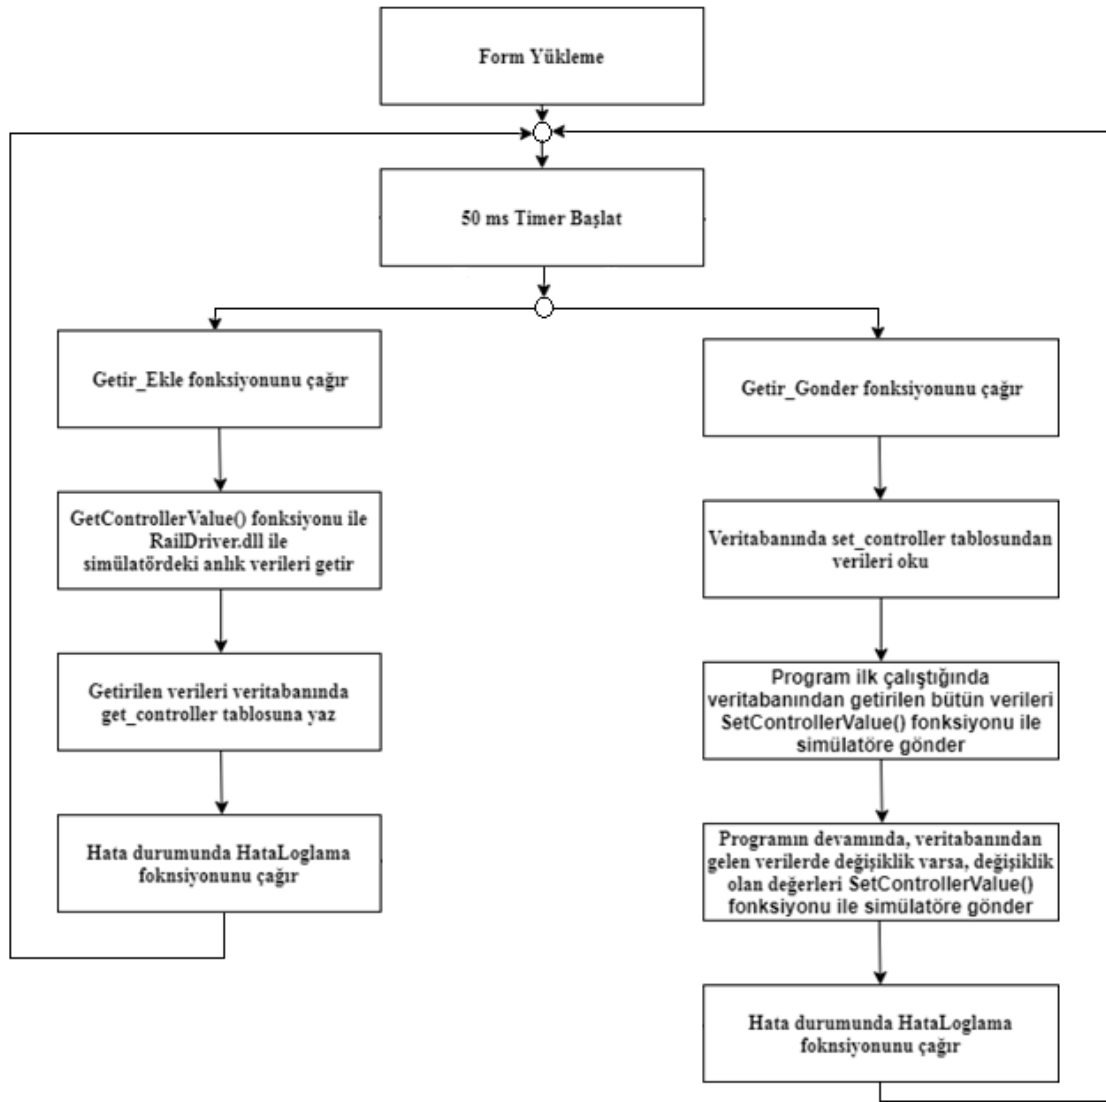 Form Yükleme
50 ms Timer Başlat
Getir_Ekle fonksiyonunu çağır
GetControllerValue() fonksiyonu ile
RailDriver.dll ile
simülatördeki anlık verileri getir
Getirilen verileri veritabanında
get_controller tablosuna yaz
Hata durumunda HataLoglama
foknsiyonunu çağır
Getir_Gonder fonksiyonunu çağır
Veritabanında set_controller tablosundan
verileri oku
Program ilk çalıştığında
veritabanından getirilen bütün verileri
SetControllerValue() fonksiyonu ile
simülatöre gönder
Programın devamında, veritabanından
gelen verilerde değişiklik varsa, değişiklik
olan değerleri SetControllerValue()
fonksiyonu ile simülatöre gönder
Hata durumunda HataLoglama
foknsiyonunu çağır